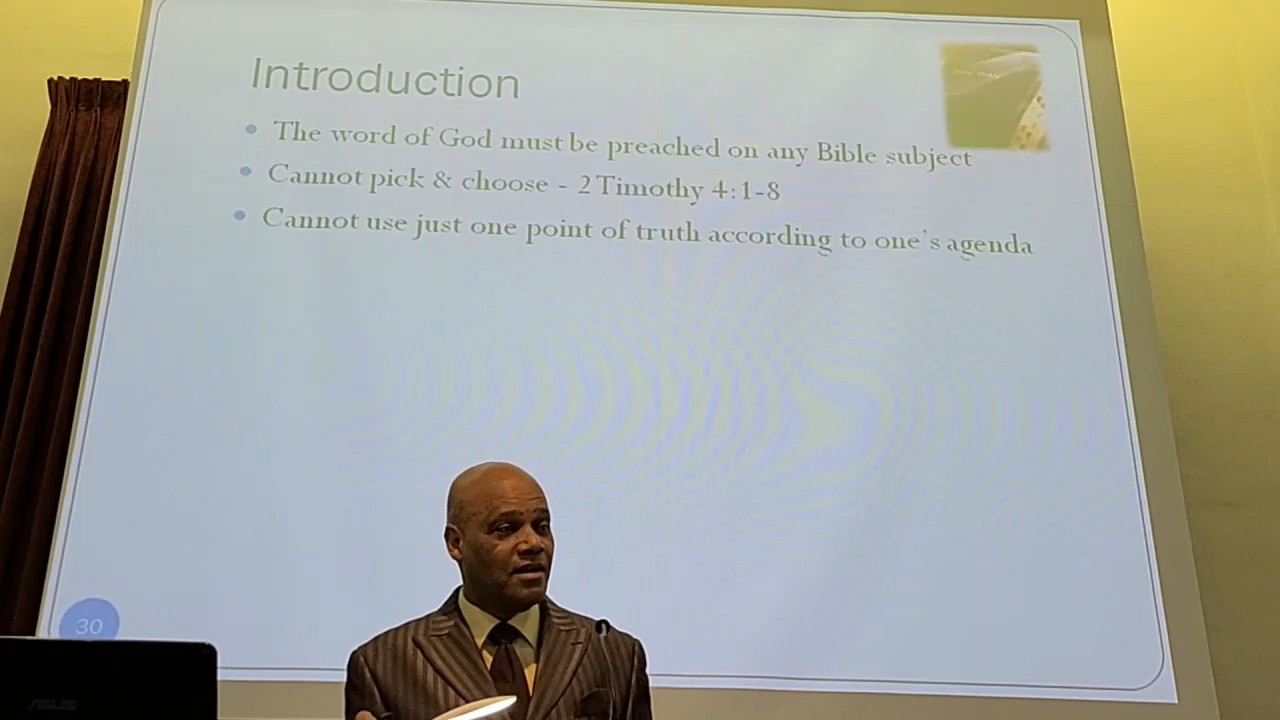 Introduction
The word of God must be preached on any Bible subject
Cannot pick & choose - 2 Timothy 4:1-8
Cannot use just one point of truth according to one's agenda
30
ASUS